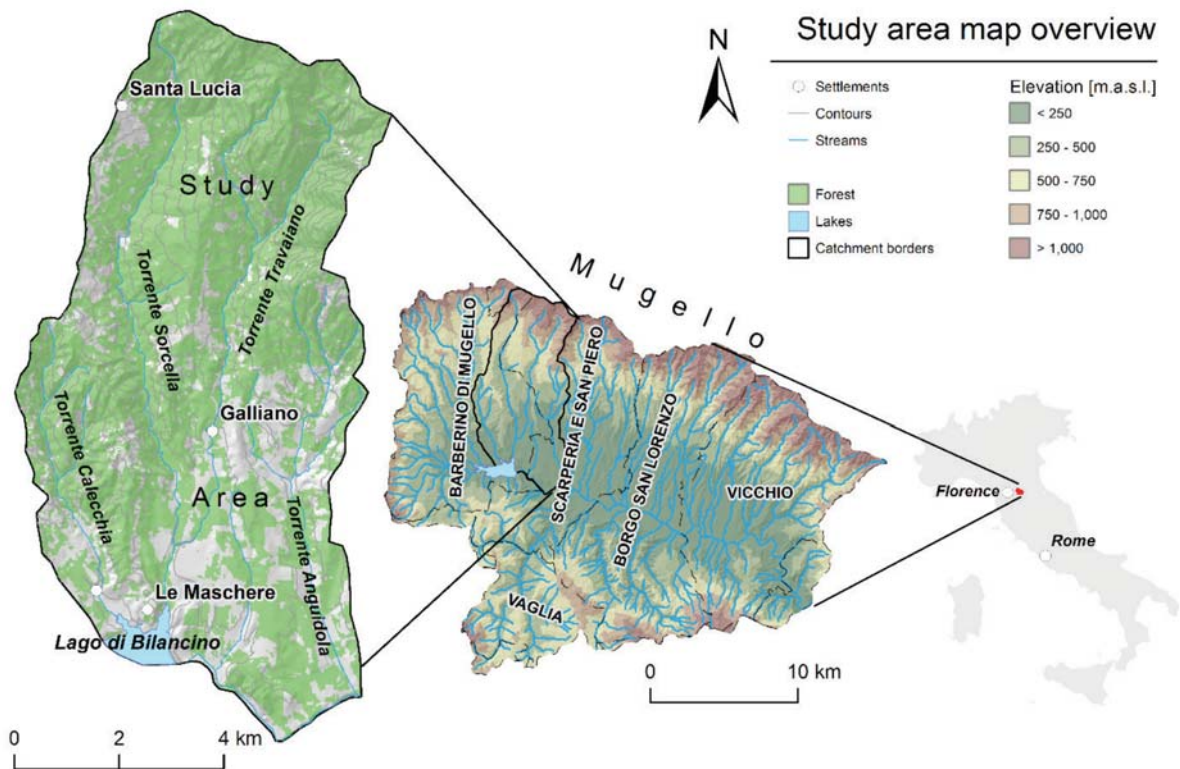 Study area map overview
N
Settlements
Contours
Streams
Forest
Lakes
Catchment borders
Elevation [m.a.s.l.]
< 250
250 - 500
500 - 750
750 - 1,000
> 1,000
Santa Lucia
Study
Torrente Sorcella
Torrente Travaiano
Torrente Calecchia
Galliano
Area
Torrente Anguidola
Le Maschere
Lago di Bilancino
0 2 4 km
Mugello
BARBERINO DI MUGELLO
SCARPERIA E SAN PIERO
BORGO SAN LORENZO
VICCHIO
VAGLIA
0 10 km
Florence
Rome